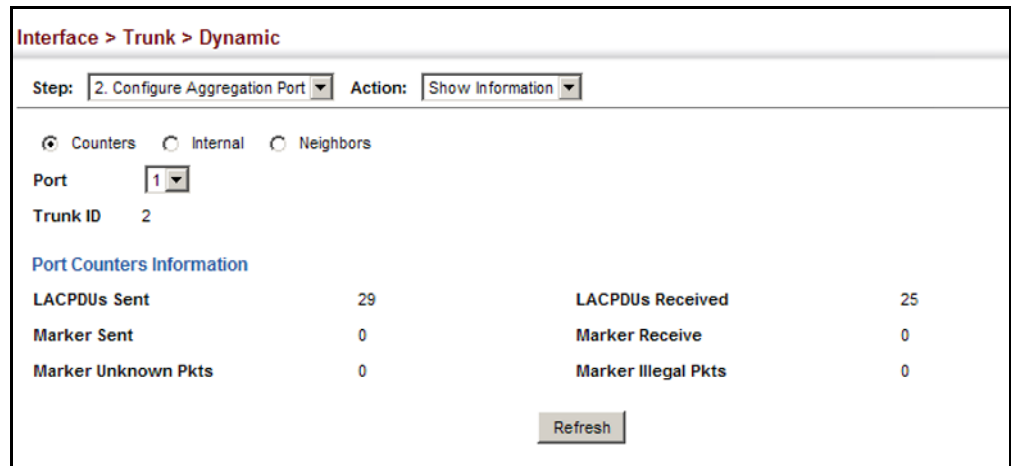 Interface > Trunk > Dynamic
Step: 2. Configure Aggregation Port Action: Show Information
Counters Internal Neighbors
Port 1
Trunk ID 2
Port Counters Information
LACPDUs Sent 29 LACPDUs Received 25
Marker Sent 0 Marker Receive 0
Marker Unknown Pkts 0 Marker Illegal Pkts 0
Refresh